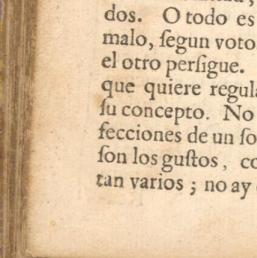 dos. O todo es
malo, ſegun voto
el otro perſigue.
que quiere regula
ſu concepto. No
fecciones de un ſo
ſon los guſtos, co
tan varios; no ay